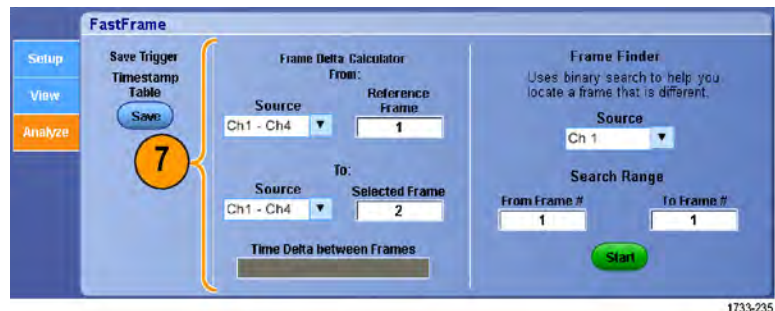 FastFrame
Setup
View
Analyze
Save Trigger
Timestamp
Table
Save
7
Frame Delta Calculator
From:
Source
Reference
Frame
Ch1 - Ch4
1
To:
Source
Selected Frame
Ch1 - Ch4
2
Time Delta between Frames
Frame Finder
Uses binary search to help you
locate a frame that is different.
Source
Ch 1
Search Range
From Frame #
To Frame #
1
1
Start
1733-235